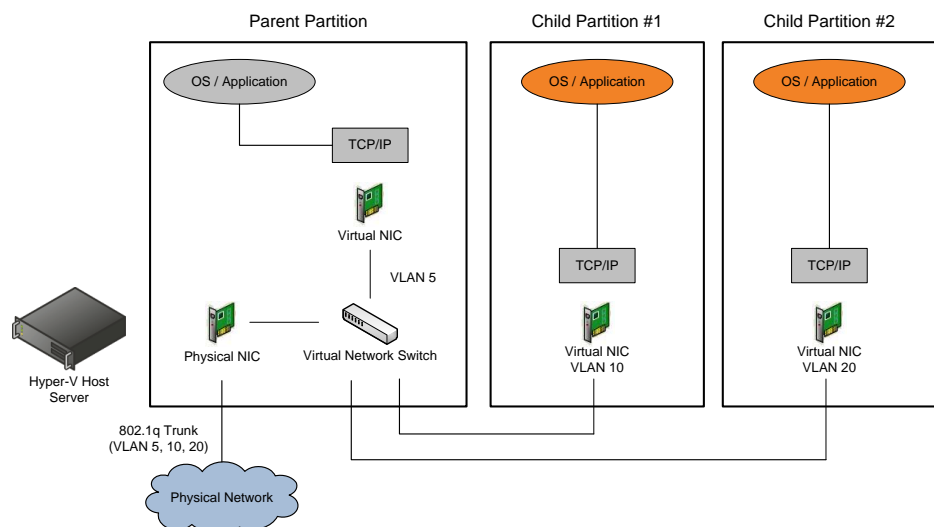 Parent Partition
Child Partition #1
Child Partition #2
OS / Application
OS / Application
OS / Application
TCP/IP
Virtual NIC
VLAN 5
TCP/IP
TCP/IP
Physical NIC
Virtual Network Switch
Virtual NIC
VLAN 10
Virtual NIC
VLAN 20
Hyper-V Host
Server
802.1q Trunk
(VLAN 5, 10, 20)
Physical Network